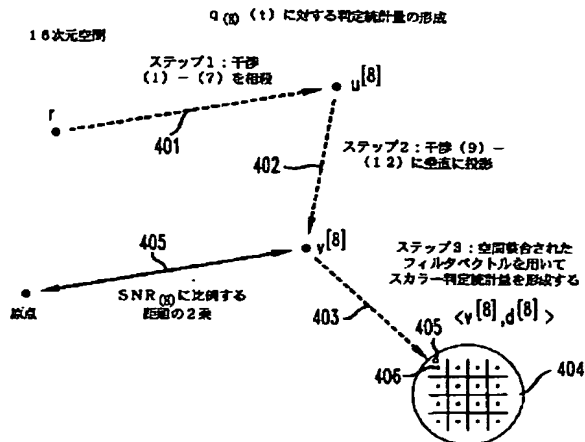 q(8)(t)に対する判定統計量の形成
16次元空間
ステップ1：干渉
(1)−(7)を相殺
u[8]
r
401
ステップ2：干渉(9)−
(12)に垂直に投影
402
v[8]
405
SNR(8)に比例する
距離の2乗
原点
ステップ3：空間整合された
フィルタベクトルを用いて
スカラー判定統計量を形成する
<v[8],d[8]>
403
405
406
404